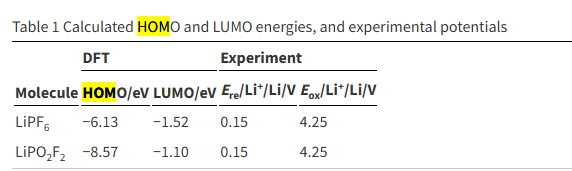 Table 1 Calculated HOMO and LUMO energies, and experimental potentials
DFT Experiment
Molecule HOMO/eV LUMO/eV Ere/Li+/Li/V Eox/Li+/Li/V
LiPF6 −6.13 −1.52 0.15 4.25
LiPO2F2 −8.57 −1.10 0.15 4.25